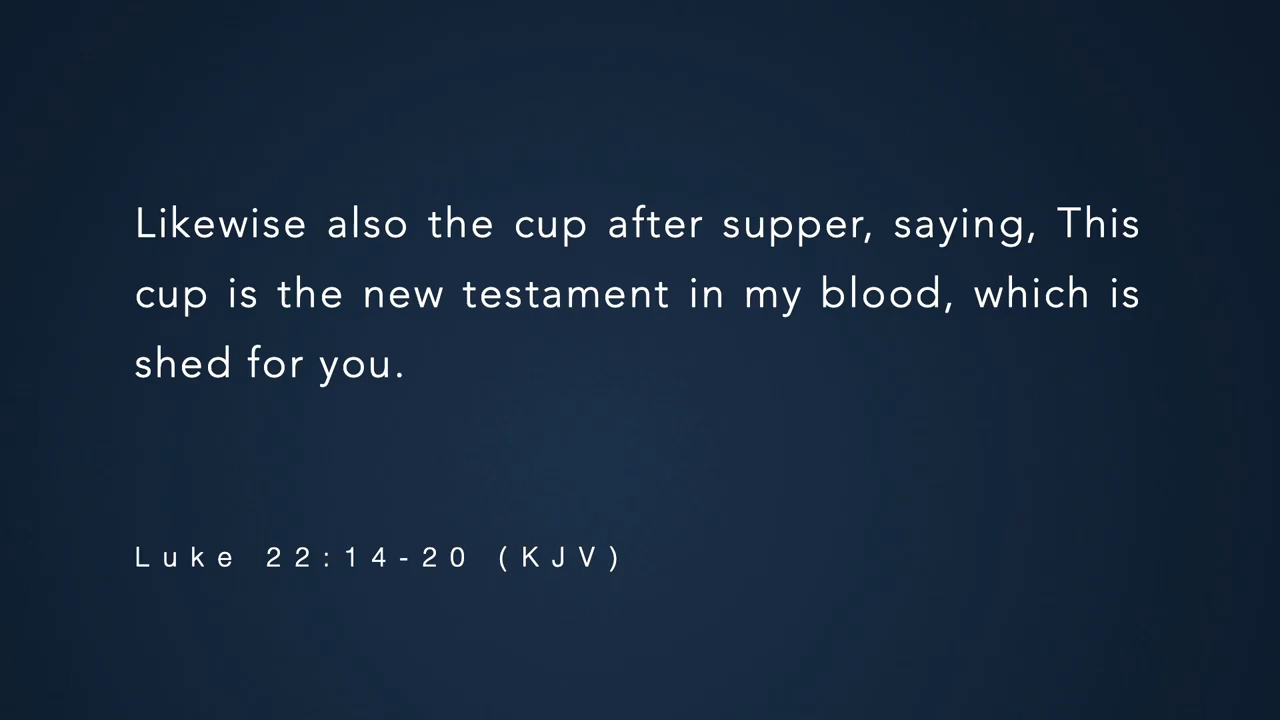 Likewise also the cup after supper, saying, This
cup is the new testament in my blood, which is
shed for you.
Luke 22:14-20 (KJV)